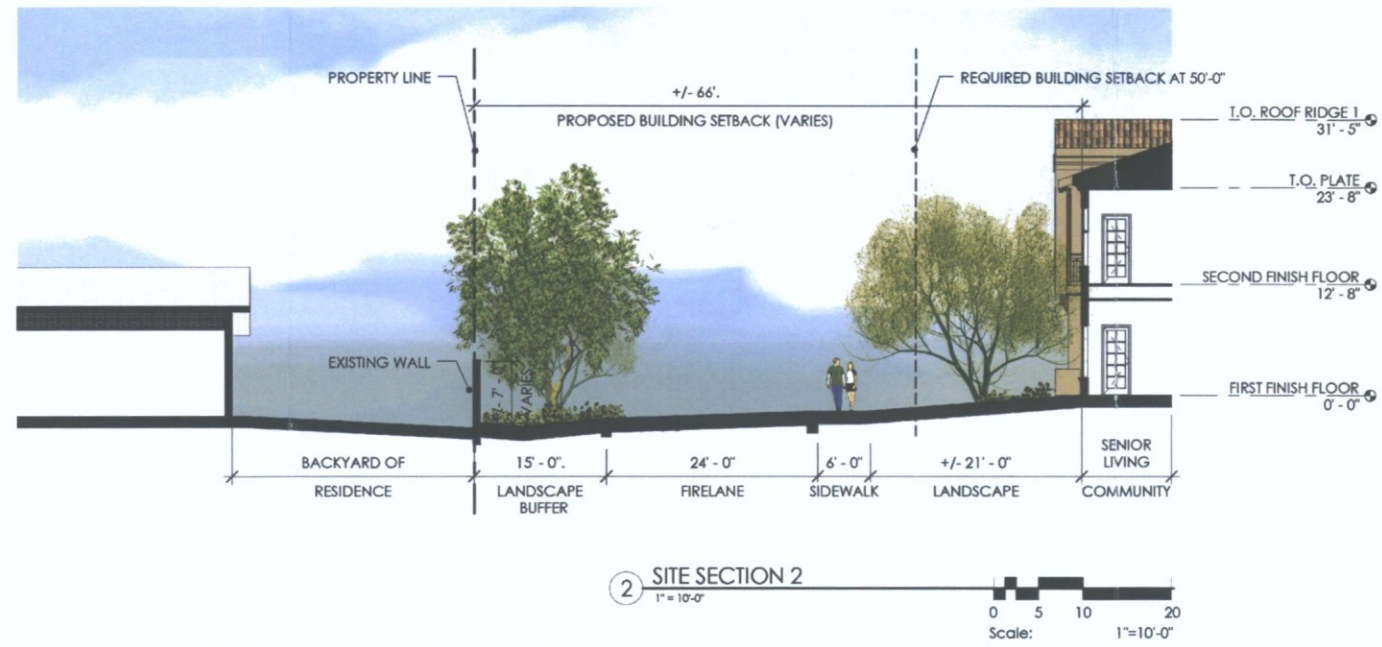 PROPERTY LINE
+/- 66'.
PROPOSED BUILDING SETBACK (VARIES)
REQUIRED BUILDING SETBACK AT 50'-0"
T.O. ROOF RIDGE 1
31' - 5"
T.O. PLATE
23' - 8"
SECOND FINISH FLOOR
12' - 8"
EXISTING WALL
7' - 0"
VARIES
FIRST FINISH FLOOR
0' - 0"
BACKYARD OF
RESIDENCE
15' - 0".
LANDSCAPE
BUFFER
24' - 0"
FIRELANE
6' - 0"
SIDEWALK
+/- 21' - 0"
LANDSCAPE
SENIOR
LIVING
COMMUNITY
2
SITE SECTION 2
1" = 10'-0"
0 5 10 20
Scale: 1"=10'-0"